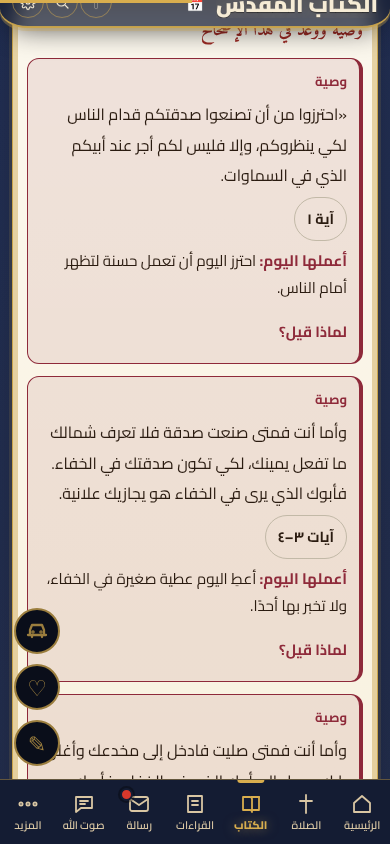 الكتاب المقدس
وصية ووعد في هذا الإصحاح
وصية
«احترزوا من أن تصنعوا صدقتكم قدام الناس
لكي ينظروكم، وإلا فليس لكم أجر عند أبيكم
الذي في السماوات.
آية ١
أعملها اليوم: احترز اليوم أن تعمل حسنة لتظهر
أمام الناس.
لماذا قيل؟
وصية
وأما أنت فمتى صنعت صدقة فلا تعرف شمالك
ما تفعل يمينك، لكي تكون صدقتك في الخفاء.
فأبوك الذي يرى في الخفاء هو يجازيك علانية.
آيات ٣–٤
أعملها اليوم: أعطِ اليوم عطية صغيرة في الخفاء،
ولا تخبر بها أحدًا.
لماذا قيل؟
وصية
وأما أنت فمتى صليت فادخل إلى مخدعك
الرئيسية
الصلاة
الكتاب
القراءات
رسالة
صوت الله
المزيد